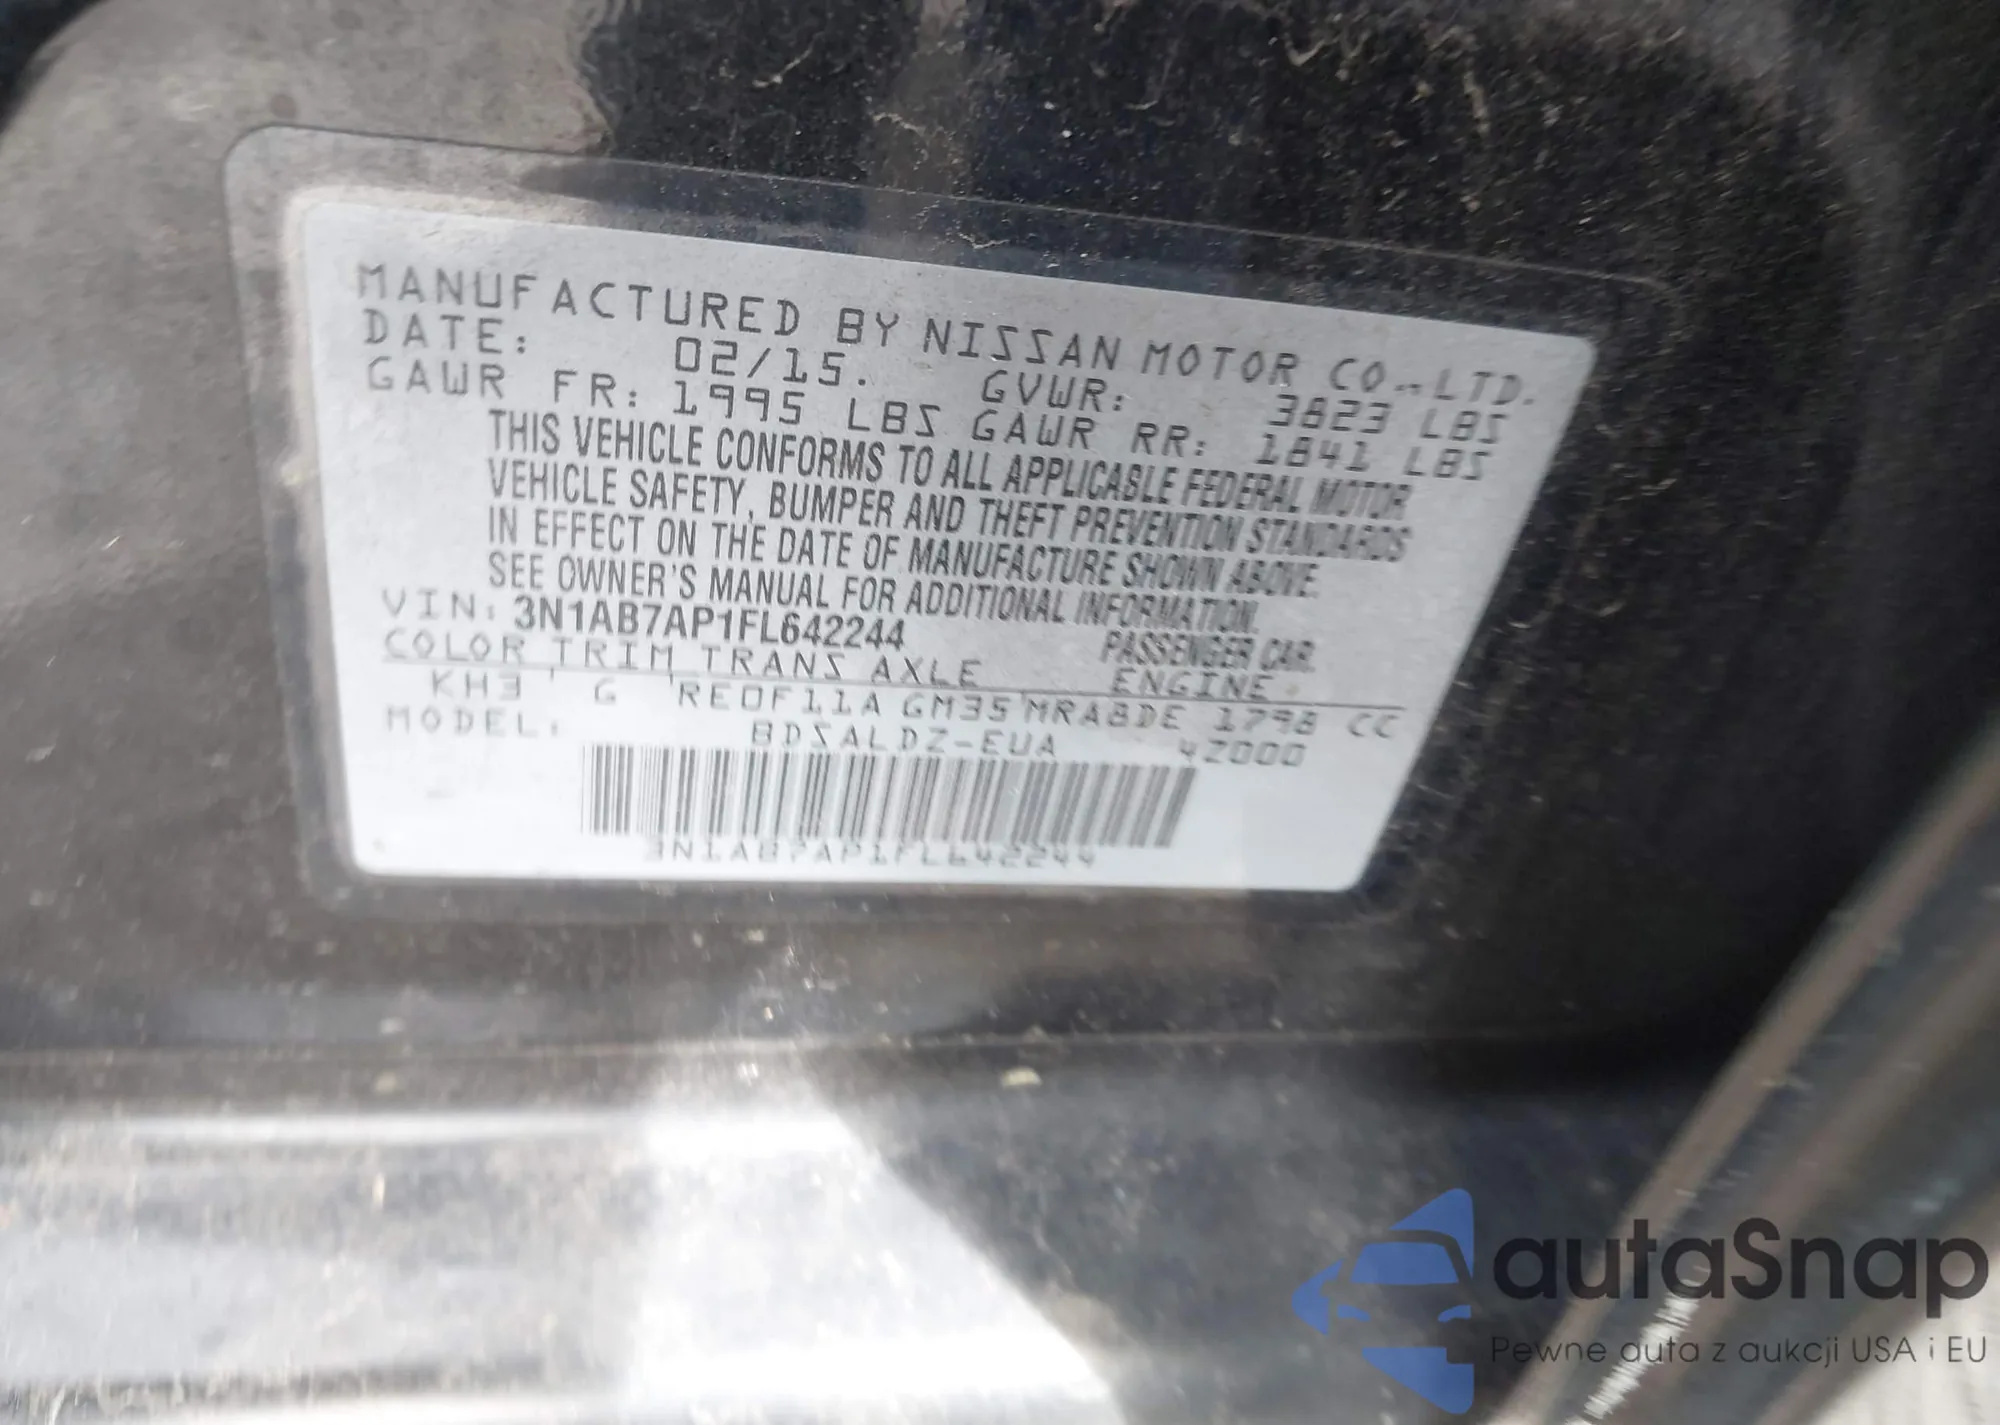 MANUFACTURED BY NISSAN MOTOR CO.,LTD.
DATE: 02/15. GVWR: 3823 LBS
GAWR FR: 1995 LBS GAWR RR: 1841 LBS
THIS VEHICLE CONFORMS TO ALL APPLICABLE FEDERAL MOTOR
VEHICLE SAFETY, BUMPER AND THEFT PREVENTION STANDARDS
IN EFFECT ON THE DATE OF MANUFACTURE SHOWN ABOVE.
SEE OWNER'S MANUAL FOR ADDITIONAL INFORMATION.
VIN: 3N1AB7AP1FL642244 PASSENGER CAR.
COLOR TRIM TRANS AXLE ENGINE
KH3 G RE0F11A GM35 MRA8DE 1798 CC
MODEL: BDSALDZ-EUA 42000
3N1AB7AP1FL642244
autaSnap
Pewne auta z aukcji USA i EU